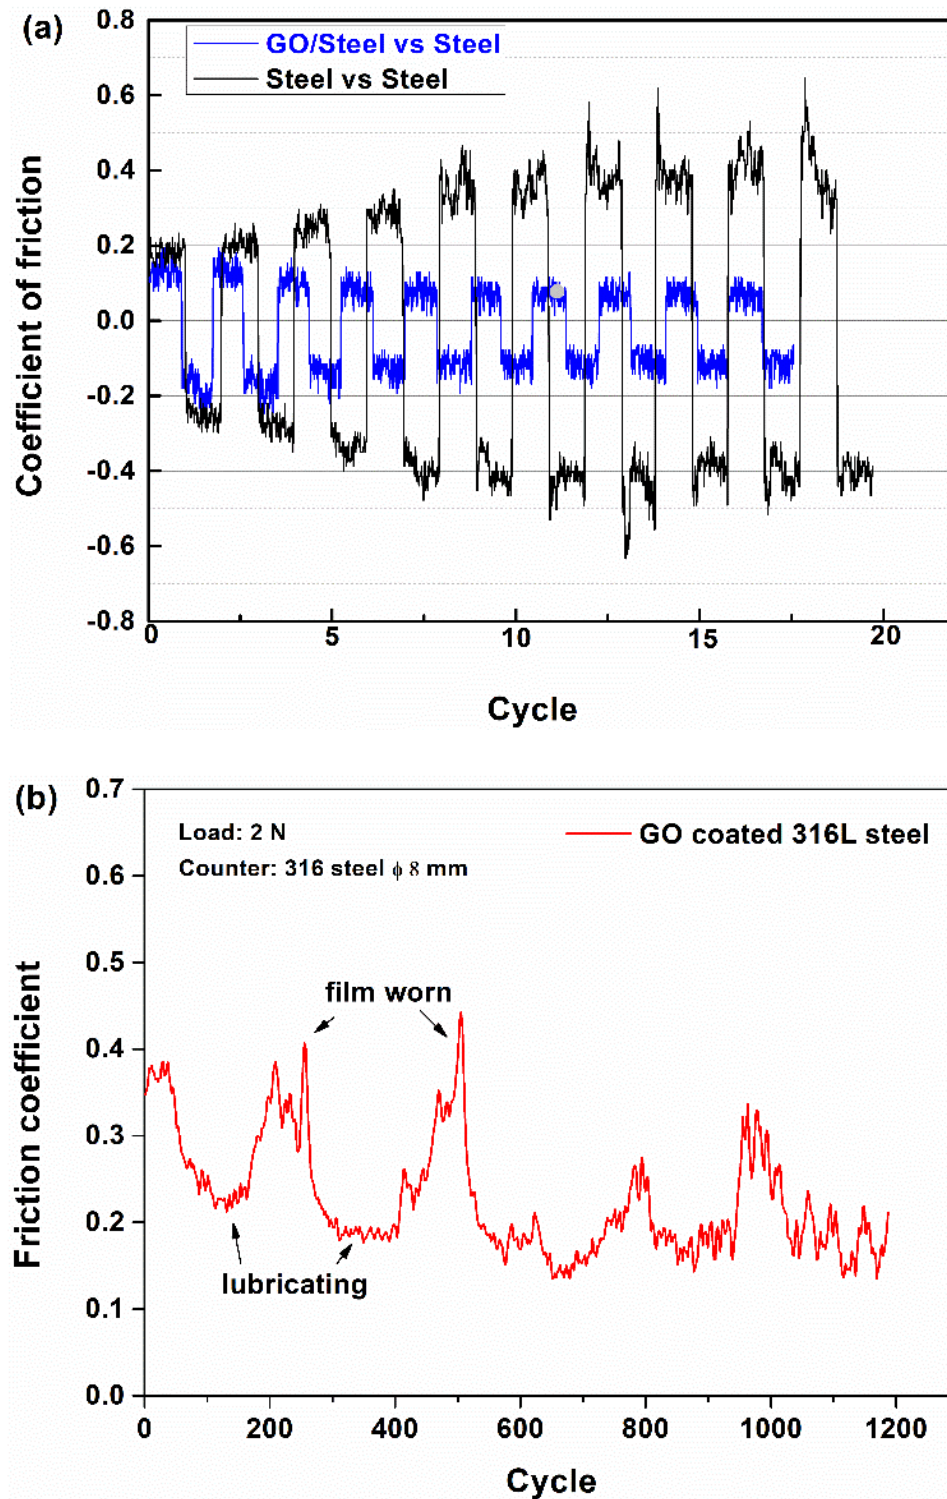 (a)
GO/Steel vs Steel
Steel vs Steel
0.8
0.6
0.4
0.2
0.0
-0.2
-0.4
-0.6
-0.8
Coefficient of friction
0 5 10 15 20
Cycle
(b)
Load: 2 N
Counter: 316 steel ϕ 8 mm
GO coated 316L steel
film worn
lubricating
0.7
0.6
0.5
0.4
0.3
0.2
0.1
0.0
Friction coefficient
0 200 400 600 800 1000 1200
Cycle